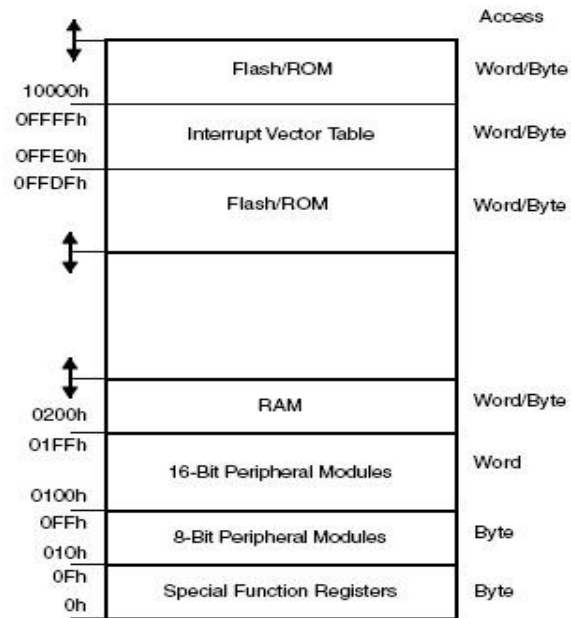 Access
Flash/ROM Word/Byte
10000h
0FFFFh
Interrupt Vector Table Word/Byte
0FFE0h
0FFDFh
Flash/ROM Word/Byte
RAM Word/Byte
0200h
01FFh
16-Bit Peripheral Modules Word
0100h
0FFh
8-Bit Peripheral Modules Byte
010h
0Fh
Special Function Registers Byte
0h